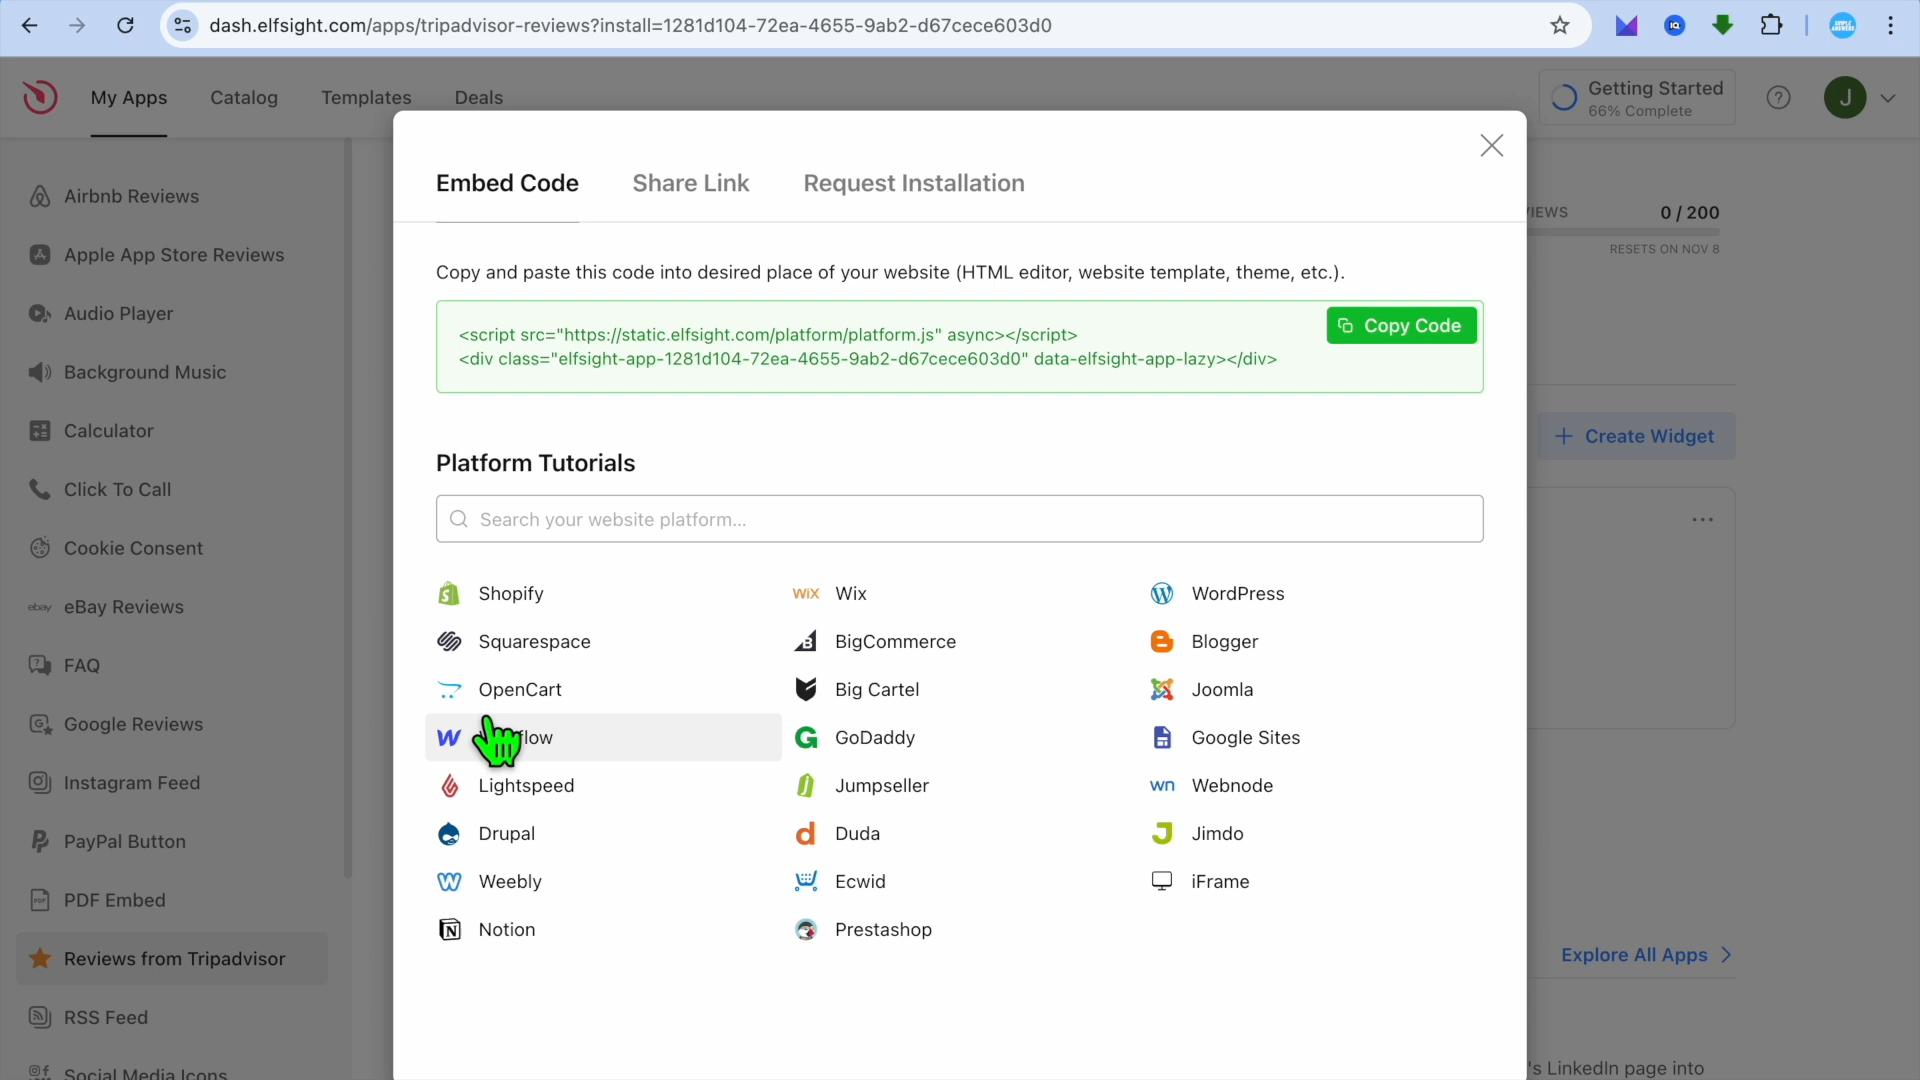 dash.elfsight.com/apps/tripadvisor-reviews?install=1281d104-72ea-4655-9ab2-d67cece603d0
My Apps
Catalog
Templates
Deals
Getting Started
66% Complete
J
Airbnb Reviews
Apple App Store Reviews
Audio Player
Background Music
Calculator
Click To Call
Cookie Consent
ebay
eBay Reviews
FAQ
Google Reviews
Instagram Feed
PayPal Button
PDF Embed
Reviews from Tripadvisor
RSS Feed
Social Media Icons
Embed Code
Share Link
Request Installation
Copy and paste this code into desired place of your website (HTML editor, website template, theme, etc.).
<script src="https://static.elfsight.com/platform/platform.js" async></script>
<div class="elfsight-app-1281d104-72ea-4655-9ab2-d67cece603d0" data-elfsight-app-lazy></div>
Copy Code
Platform Tutorials
Search your website platform...
Shopify
WiX
Wix
WordPress
Squarespace
BigCommerce
Blogger
OpenCart
Big Cartel
Joomla
flow
GoDaddy
Google Sites
Lightspeed
Jumpseller
wn
Webnode
Drupal
Duda
Jimdo
Weebly
Ecwid
iFrame
Notion
Prestashop
IEWS
0 / 200
RESETS ON NOV 8
Create Widget
Explore All Apps
's LinkedIn page into